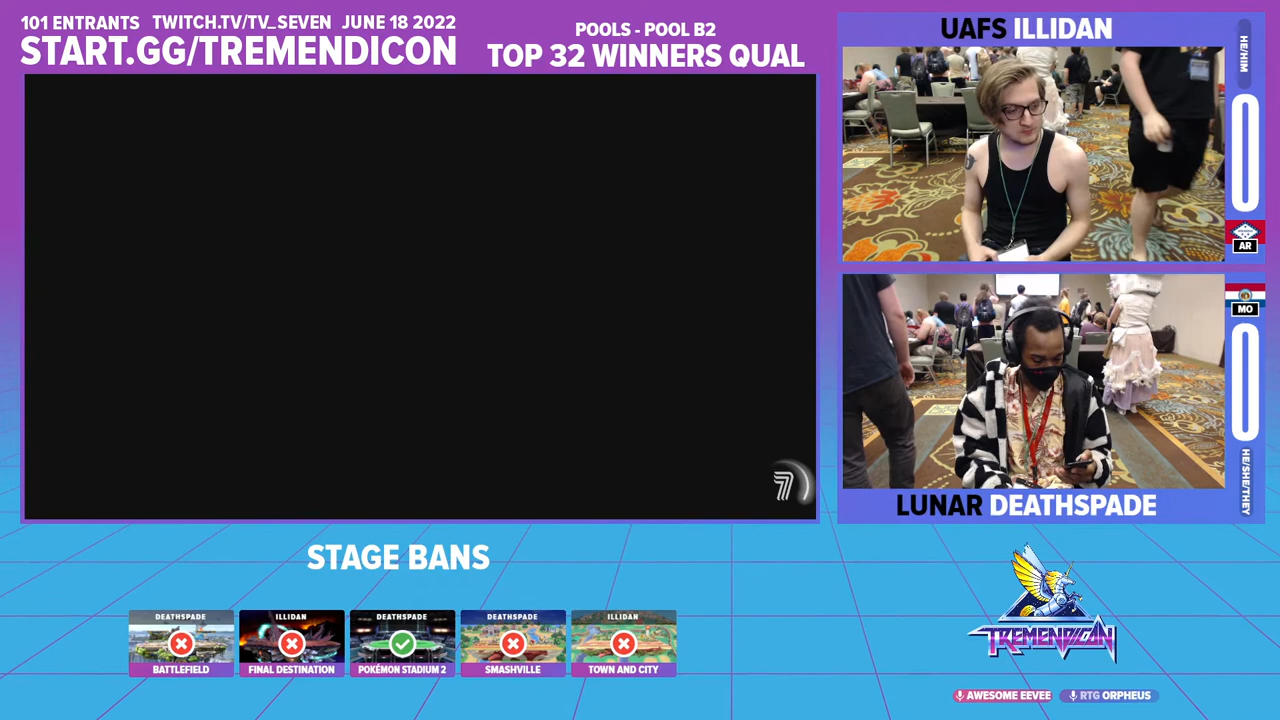 101 ENTRANTS TWITCH.TV/TV_SEVEN JUNE 18 2022
START.GG/TREMENDICON
POOLS - POOL B2
TOP 32 WINNERS QUAL
UAFS ILLIDAN
HE/HIM
0
AR
MO
0
HE/SHE/THEY
LUNAR DEATHSPADE
7
STAGE BANS
DEATHSPADE
BATTLEFIELD
ILLIDAN
FINAL DESTINATION
DEATHSPADE
POKÉMON STADIUM 2
DEATHSPADE
SMASHVILLE
ILLIDAN
TOWN AND CITY
TREMENDICON
AWESOME EEVEE
RTG ORPHEUS